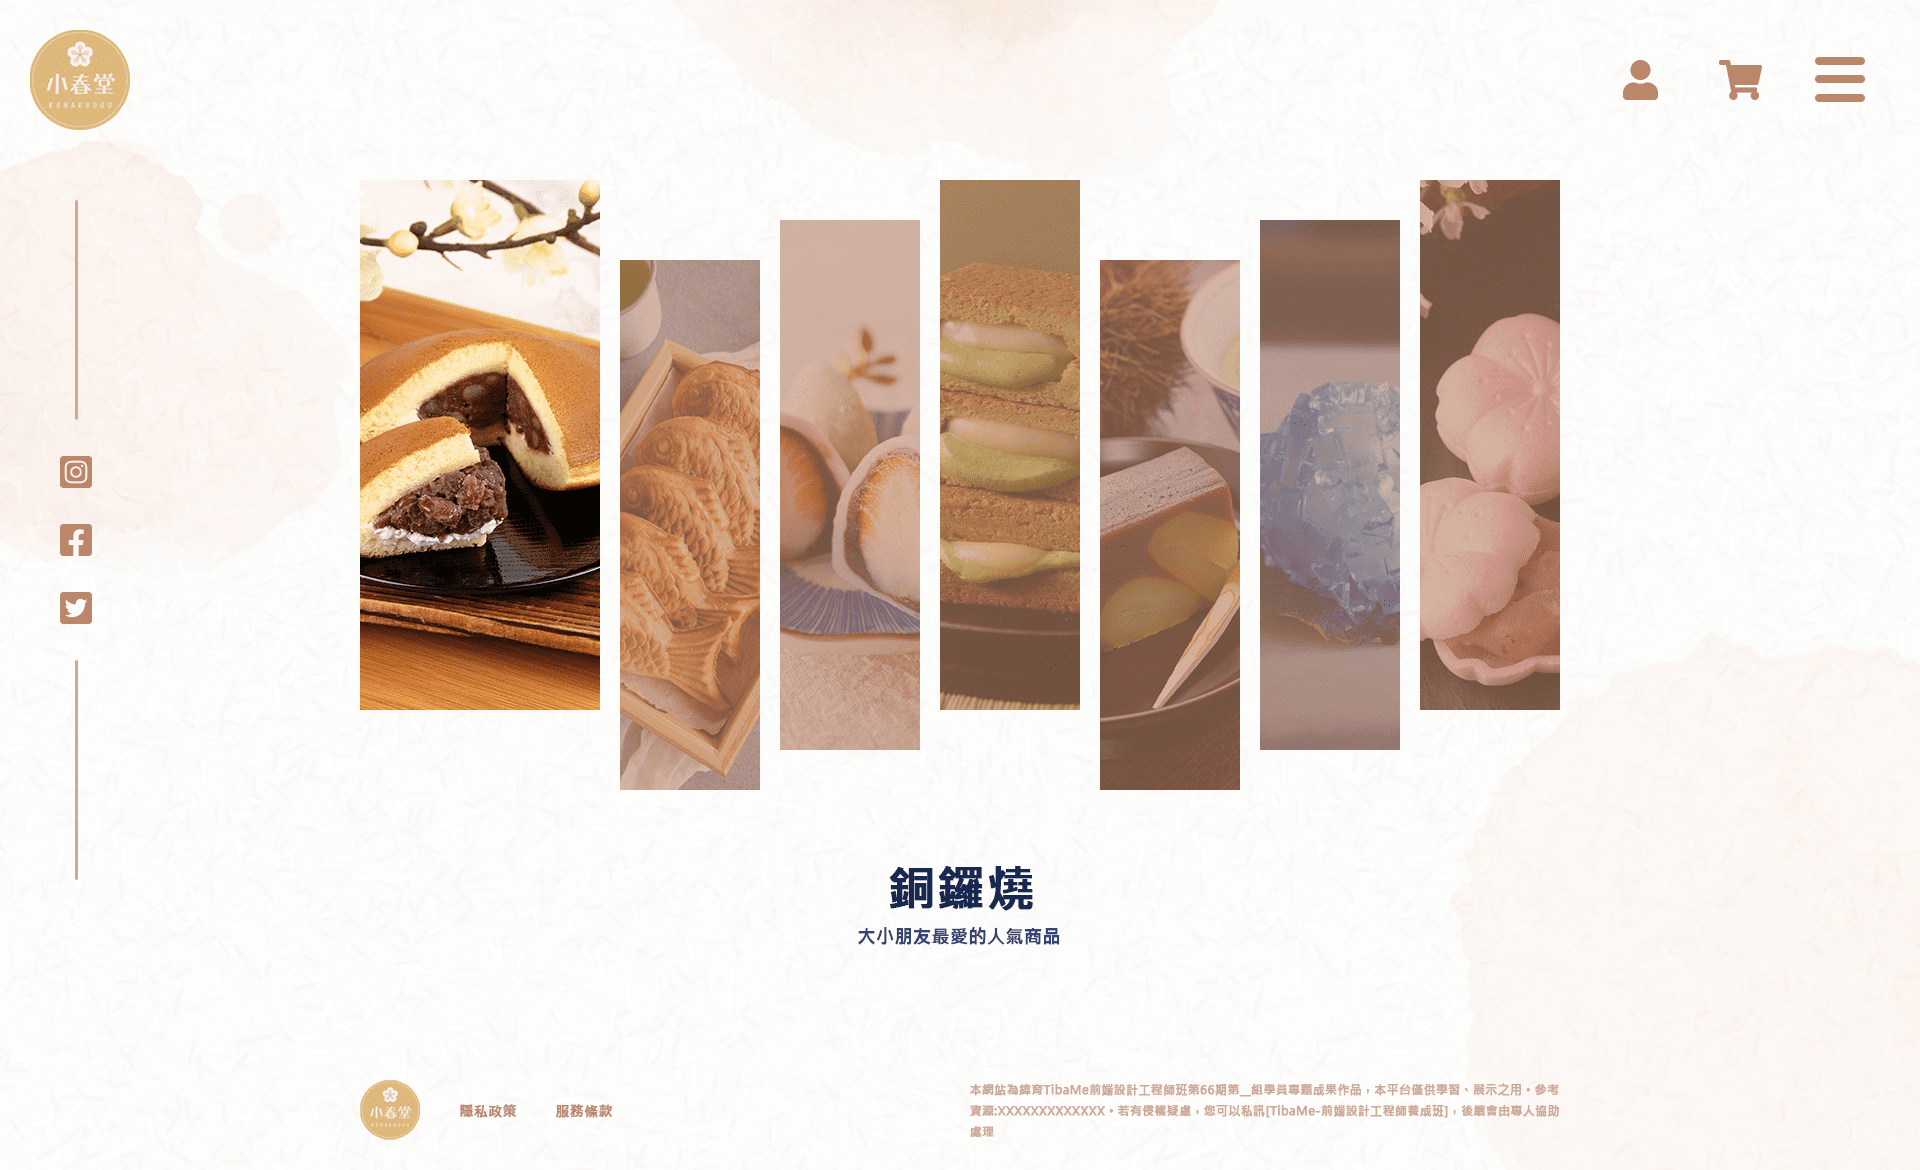 小春堂
KOHARUDOU
銅鑼燒
大小朋友最愛的人氣商品
小春堂
隱私政策
服務條款
本網站為緯育TibaMe前端設計工程師班第66期第__組學員專題成果作品，本平台僅供學習、展示之用。參考
資源:XXXXXXXXXXXXX。若有侵權疑慮，您可以私訊[TibaMe-前端設計工程師養成班]，後續會由專人協助
處理